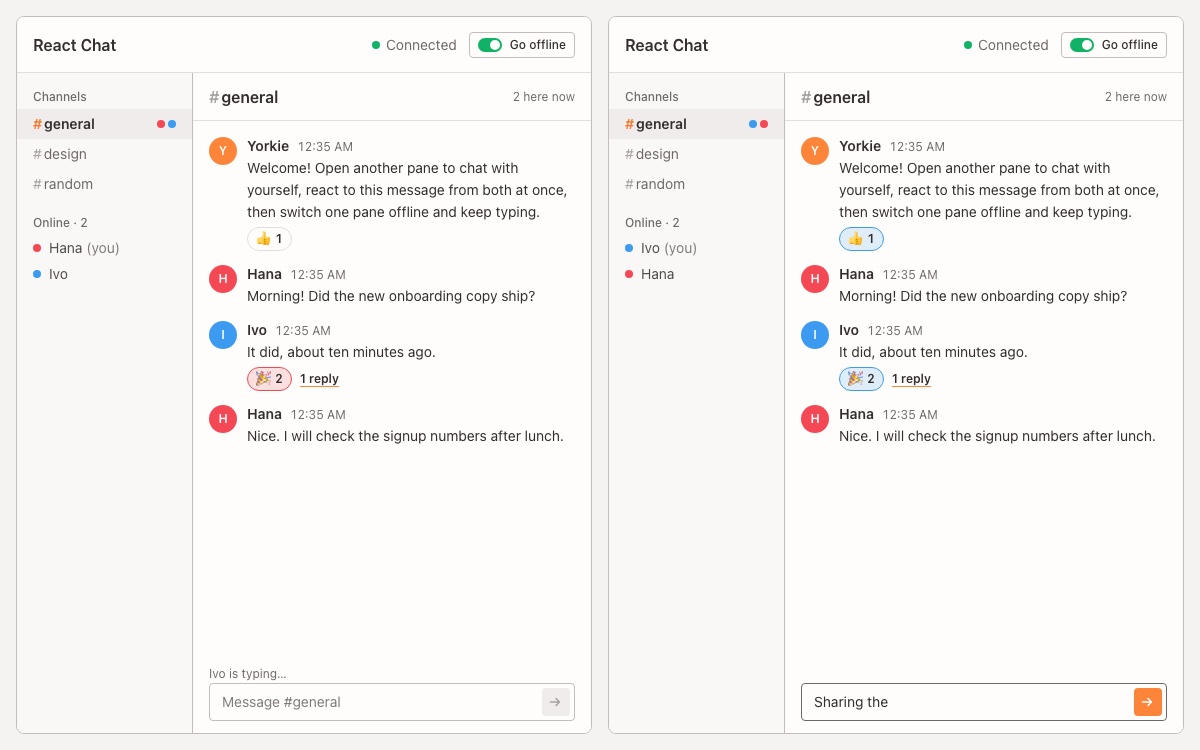 React Chat
Connected
Go offline
Channels
#general
#design
#random
Online · 2
Hana (you)
Ivo
#general
2 here now
Y
Yorkie 12:35 AM
Welcome! Open another pane to chat with
yourself, react to this message from both at once,
then switch one pane offline and keep typing.
👍 1
H
Hana 12:35 AM
Morning! Did the new onboarding copy ship?
I
Ivo 12:35 AM
It did, about ten minutes ago.
🎉 2 1 reply
H
Hana 12:35 AM
Nice. I will check the signup numbers after lunch.
Ivo is typing...
Message #general
React Chat
Connected
Go offline
Channels
#general
#design
#random
Online · 2
Ivo (you)
Hana
#general
2 here now
Y
Yorkie 12:35 AM
Welcome! Open another pane to chat with
yourself, react to this message from both at once,
then switch one pane offline and keep typing.
👍 1
H
Hana 12:35 AM
Morning! Did the new onboarding copy ship?
I
Ivo 12:35 AM
It did, about ten minutes ago.
🎉 2 1 reply
H
Hana 12:35 AM
Nice. I will check the signup numbers after lunch.
Sharing the